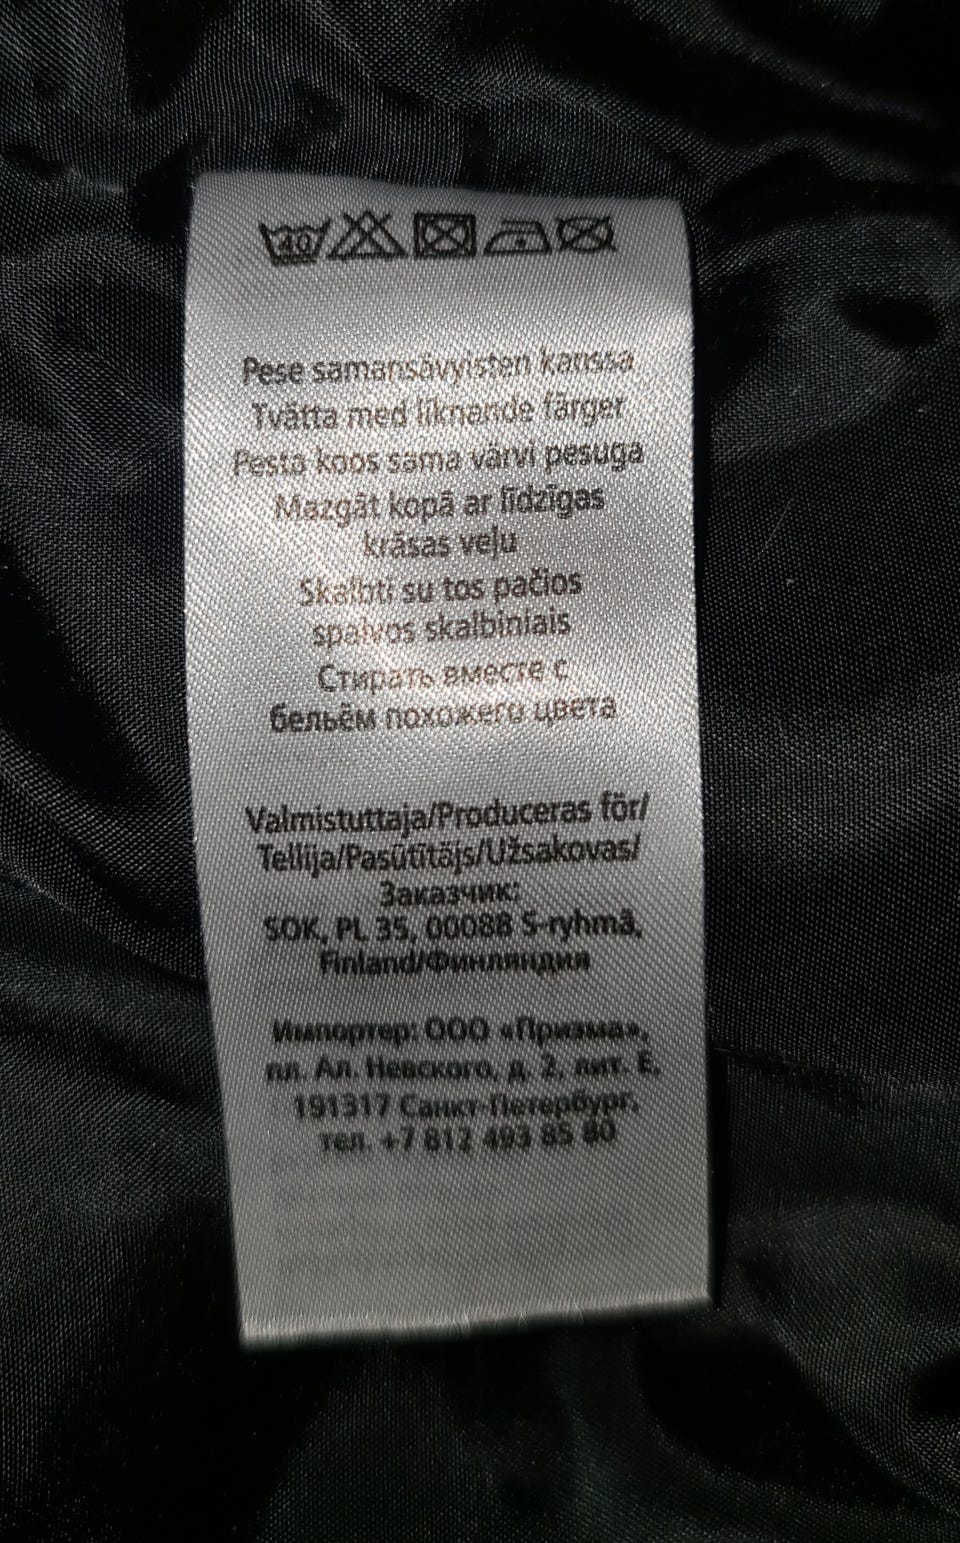 40
Pese samansävyisten kanssa
Tvätta med liknande färger
Pesta koos sama värvi pesuga
Mazgāt kopā ar līdzīgas
krāsas veļu
Skalbti su tos pačios
spalvos skalbiniais
Стирать вместе с
бельём похожего цвета
Valmistuttaja/Produceras för/
Tellija/Pasūtītājs/Užsakovas/
Заказчик:
SOK, PL 35, 00088 S-ryhmä,
Finland/Финляндия
Импортер: ООО «Призма»,
пл. Ал. Невского, д. 2, лит. Е,
191317 Санкт-Петербург,
тел. +7 812 493 85 80